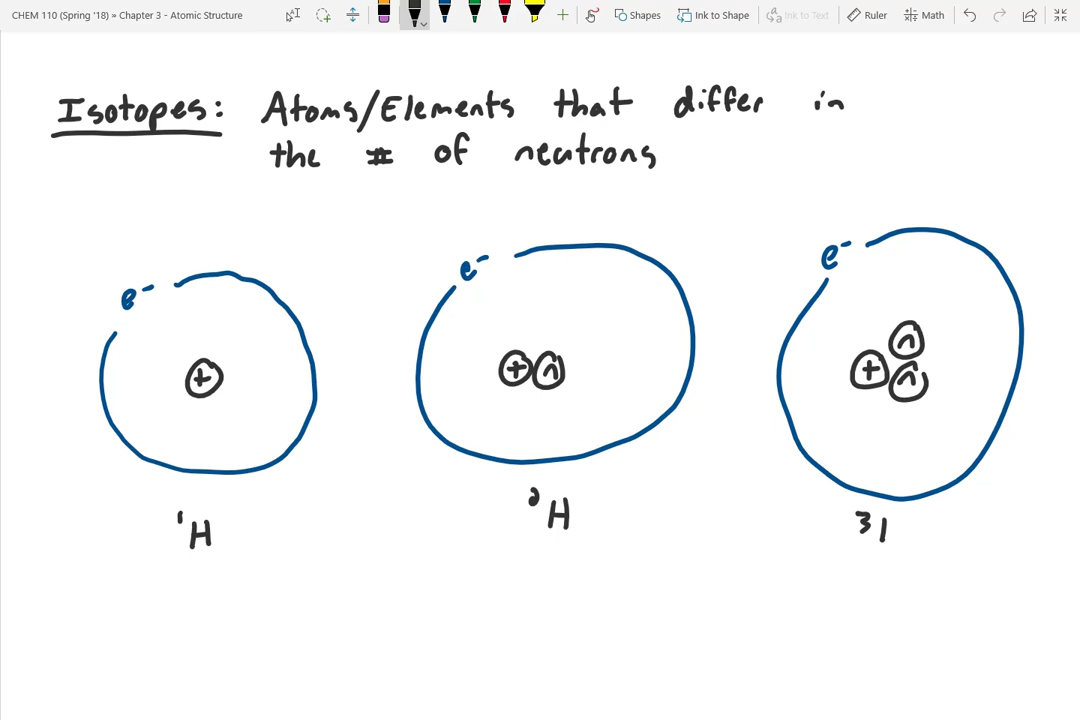 CHEM 110 (Spring '18) » Chapter 3 - Atomic Structure
Shapes
Ink to Shape
Ink to Text
Ruler
Math
Isotopes: Atoms/Elements that differ in
the # of neutrons
e⁻ e⁻ e⁻
+ + n + n n
¹H ²H ³l